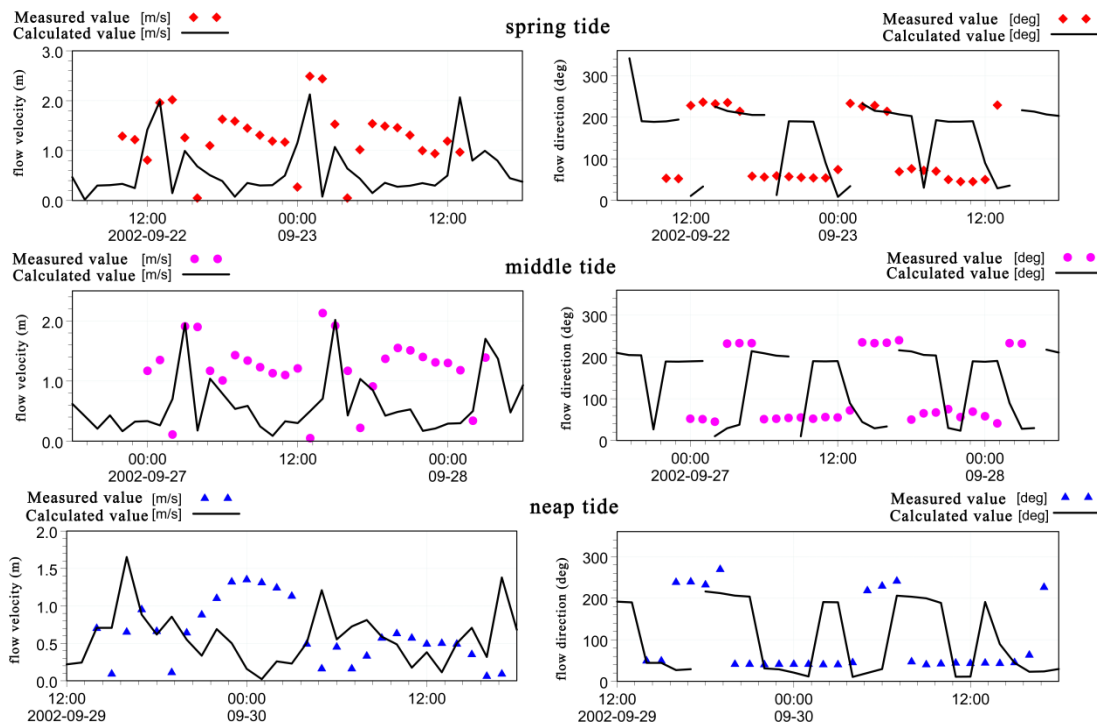 Measured value [m/s]
Calculated value [m/s]
spring tide
Measured value [deg]
Calculated value [deg]
flow velocity (m)
3.0
2.0
1.0
0.0
12:00
00:00
12:00
2002-09-22
09-23
flow direction (deg)
300
200
100
0
12:00
00:00
12:00
2002-09-22
09-23
Measured value [m/s]
Calculated value [m/s]
middle tide
Measured value [deg]
Calculated value [deg]
flow velocity (m)
2.0
1.0
0.0
00:00
12:00
00:00
2002-09-27
09-28
flow direction (deg)
300
200
100
0
00:00
12:00
00:00
2002-09-27
09-28
Measured value [m/s]
Calculated value [m/s]
neap tide
Measured value [deg]
Calculated value [deg]
flow velocity (m)
2.0
1.5
1.0
0.5
0.0
12:00
00:00
12:00
2002-09-29
09-30
flow direction (deg)
300
200
100
0
12:00
00:00
12:00
2002-09-29
09-30